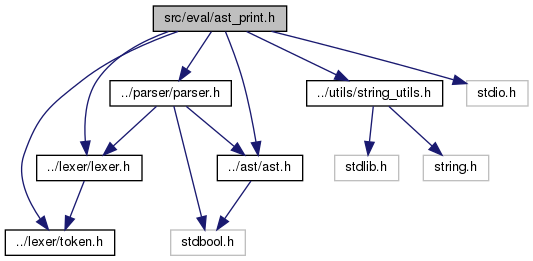 src/eval/ast_print.h
../parser/parser.h
../utils/string_utils.h
stdio.h
../lexer/lexer.h
../ast/ast.h
stdlib.h
string.h
../lexer/token.h
stdbool.h